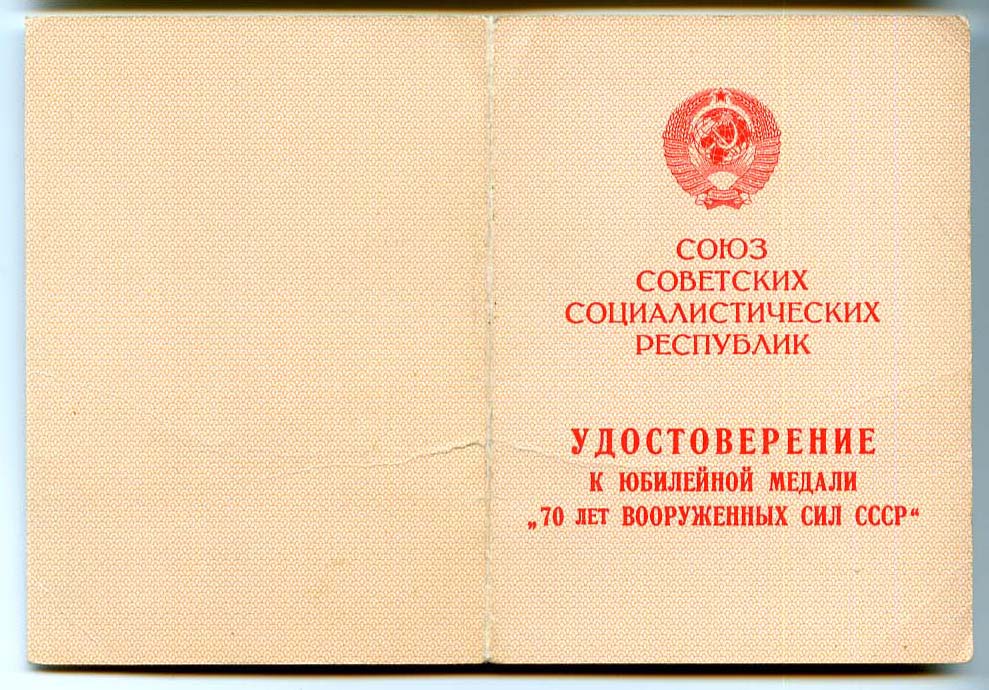 СОЮЗ
СОВЕТСКИХ
СОЦИАЛИСТИЧЕСКИХ
РЕСПУБЛИК
УДОСТОВЕРЕНИЕ
К ЮБИЛЕЙНОЙ МЕДАЛИ
„70 лет ВООРУЖЕННЫХ СИЛ СССР“